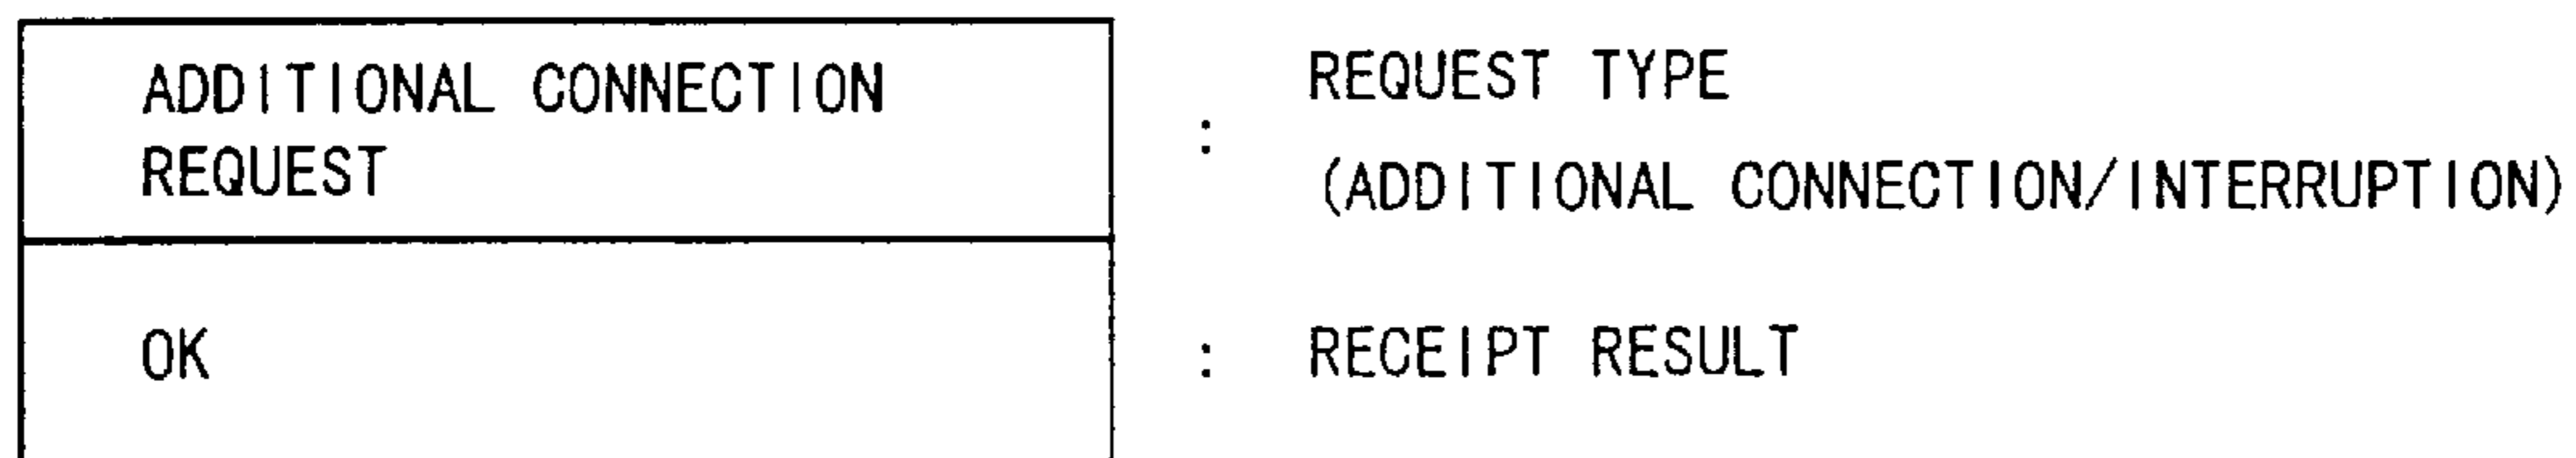 ADDITIONAL CONNECTION
REQUEST
: REQUEST TYPE
(ADDITIONAL CONNECTION/INTERRUPTION)
OK
: RECEIPT RESULT